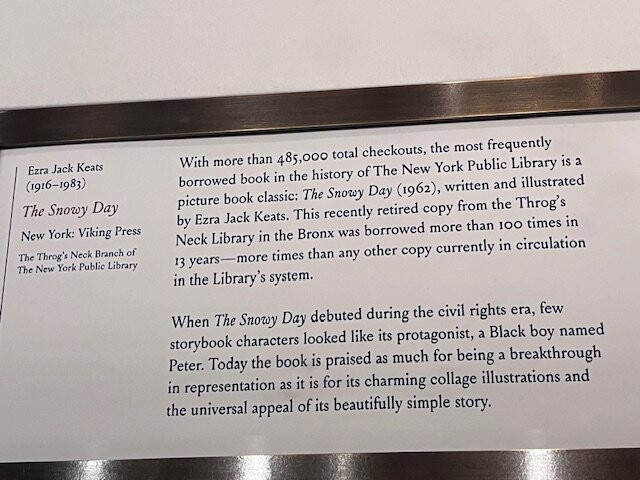 Ezra Jack Keats
(1916–1983)
The Snowy Day
New York: Viking Press
The Throg's Neck Branch of
The New York Public Library
With more than 485,000 total checkouts, the most frequently
borrowed book in the history of The New York Public Library is a
picture book classic: The Snowy Day (1962), written and illustrated
by Ezra Jack Keats. This recently retired copy from the Throg's
Neck Library in the Bronx was borrowed more than 100 times in
13 years—more times than any other copy currently in circulation
in the Library's system.
When The Snowy Day debuted during the civil rights era, few
storybook characters looked like its protagonist, a Black boy named
Peter. Today the book is praised as much for being a breakthrough
in representation as it is for its charming collage illustrations and
the universal appeal of its beautifully simple story.